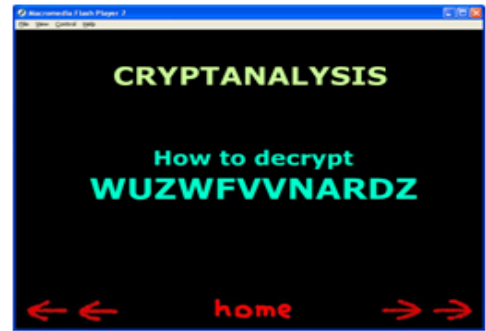 Macromedia Flash Player 7
File View Control Help
CRYPTANALYSIS
How to decrypt
WUZWFVVNARDZ
home